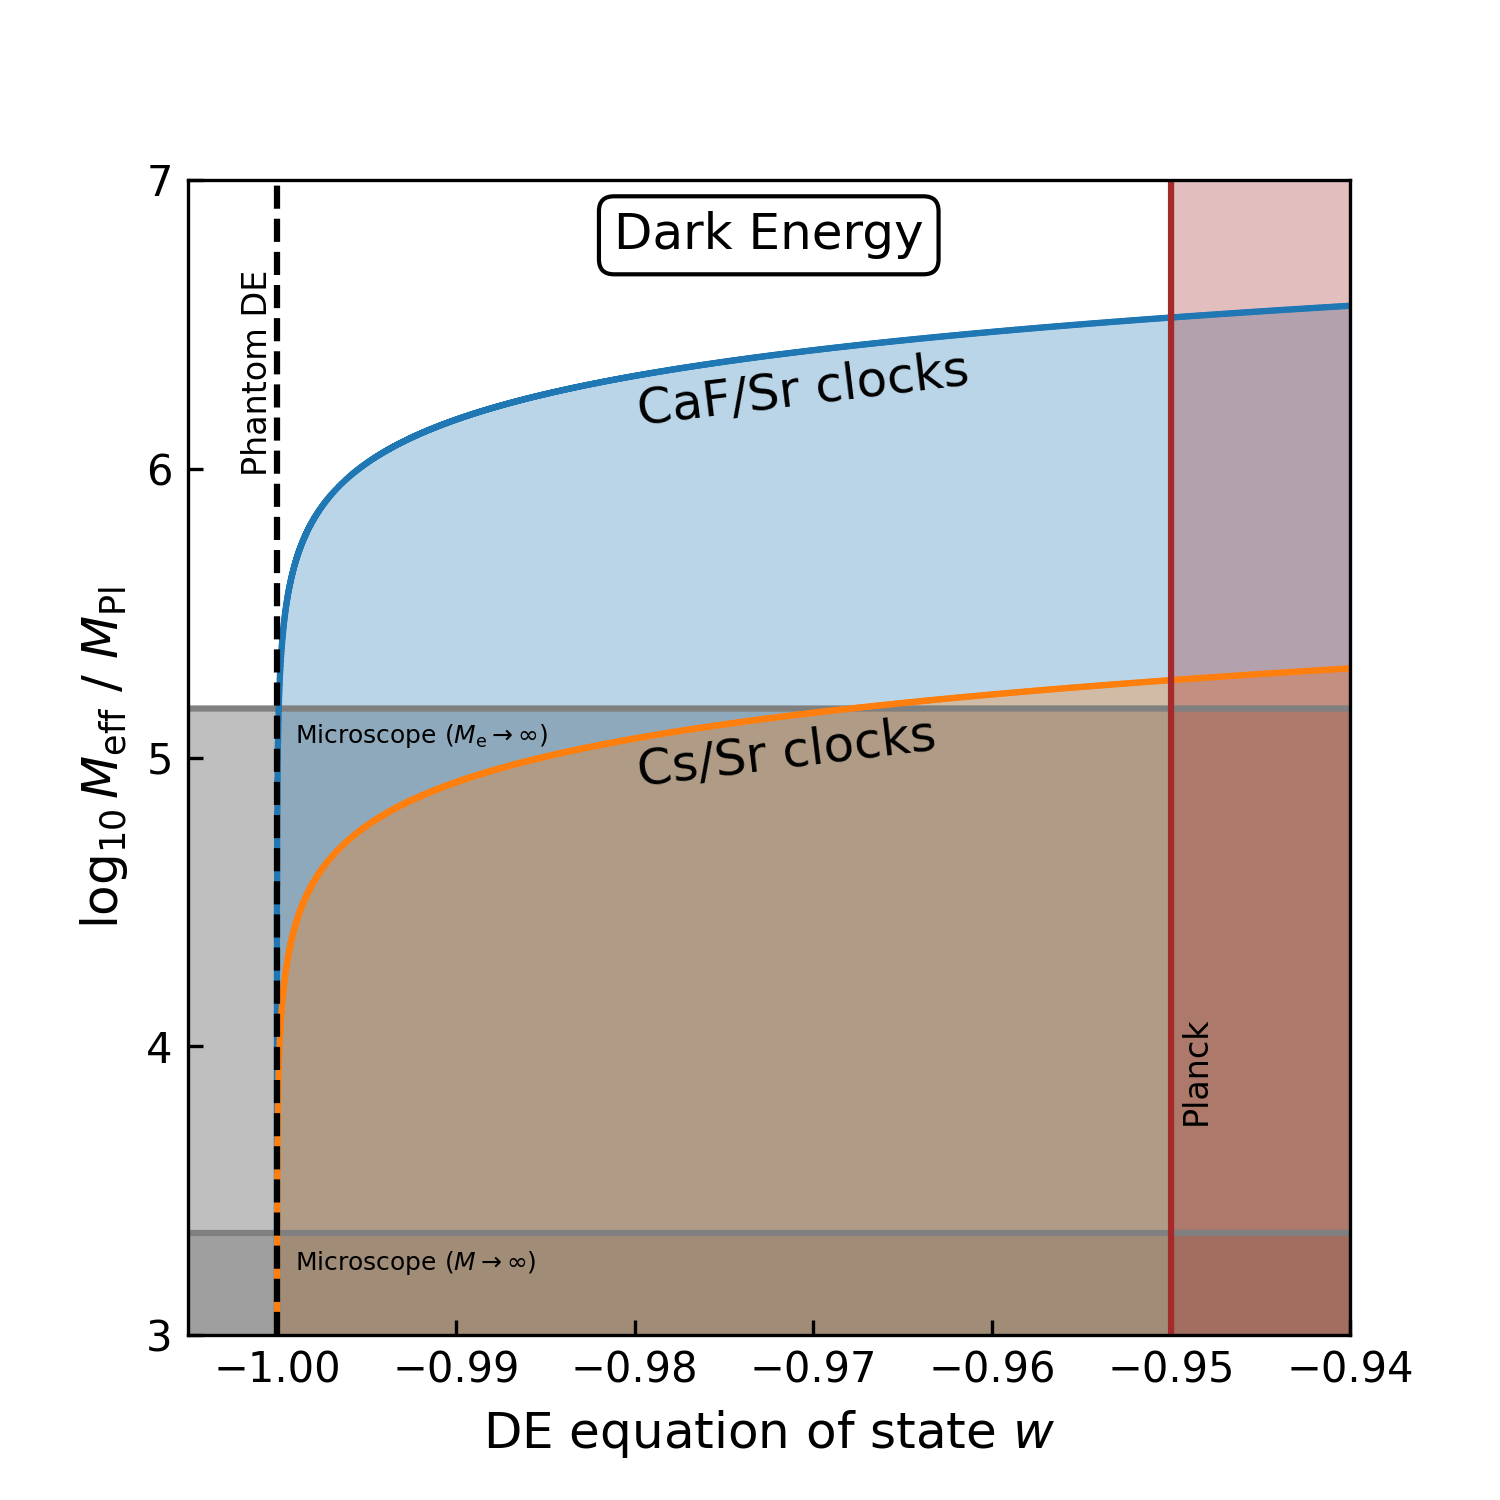 Dark Energy
Phantom DE
CaF/Sr clocks
Microscope (Mₑ → ∞)
Cs/Sr clocks
Planck
Microscope (M → ∞)
log₁₀ M_eff / M_Pl
7
6
5
4
3
−1.00 −0.99 −0.98 −0.97 −0.96 −0.95 −0.94
DE equation of state w